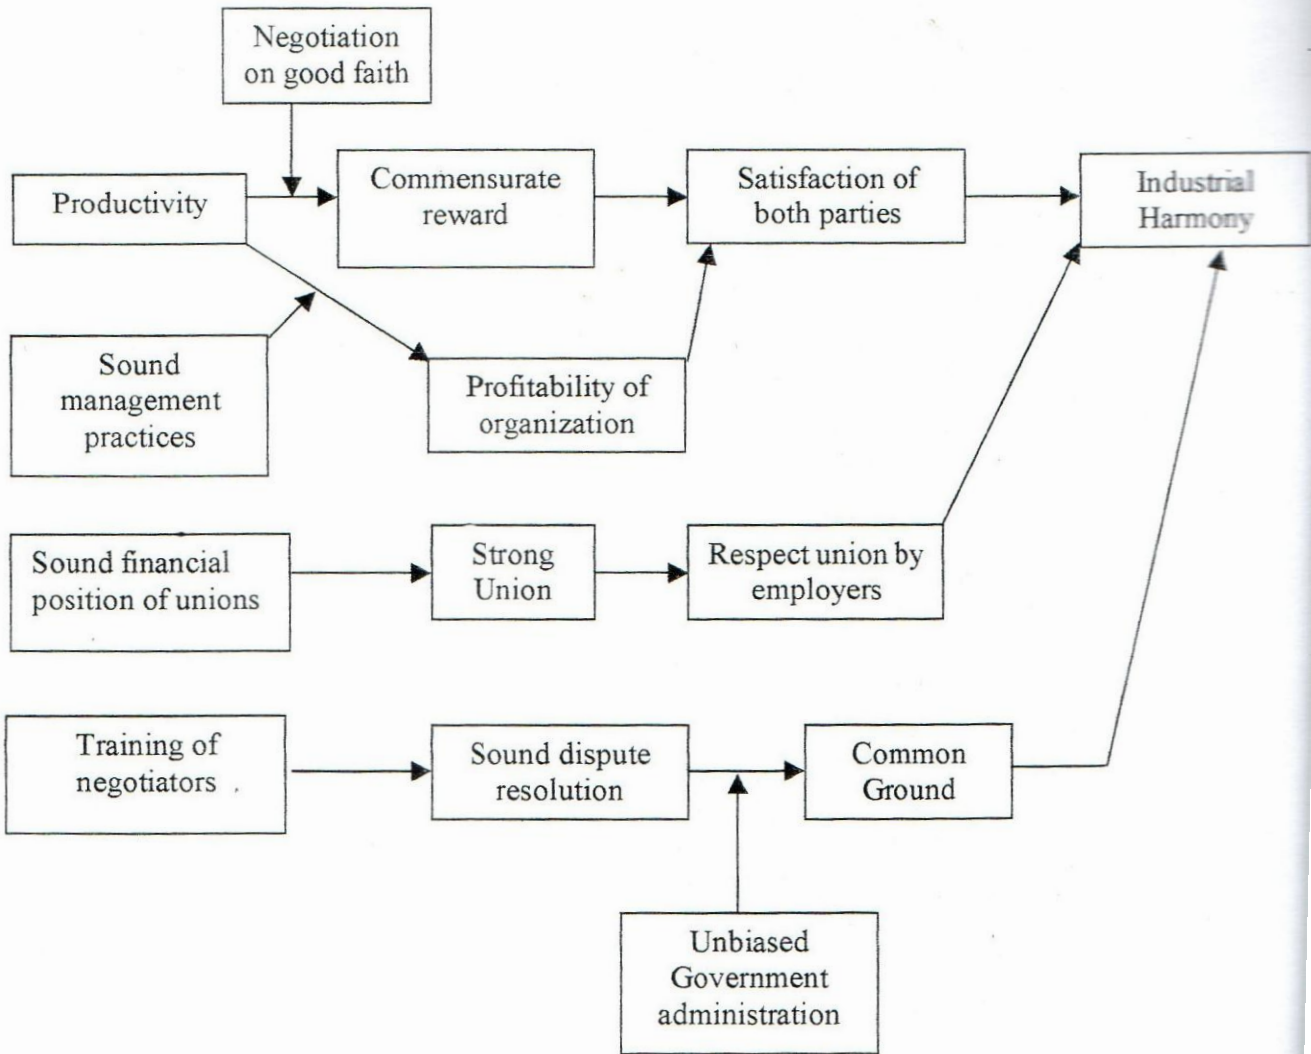 Negotiation
on good faith
Productivity
Commensurate
reward
Satisfaction of
both parties
Industrial
Harmony
Sound
management
practices
Profitability of
organization
Sound financial
position of unions
Strong
Union
Respect union by
employers
Training of
negotiators
Sound dispute
resolution
Common
Ground
Unbiased
Government
administration